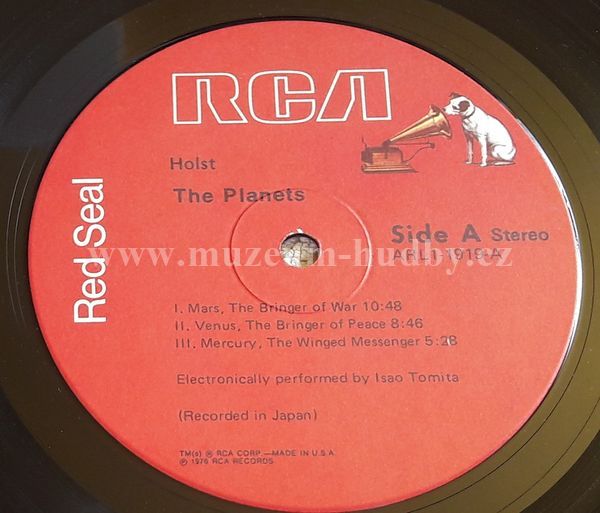 RCA
Red Seal
Holst
The Planets
Side A Stereo
ARL1-1919-A
www.muzeum-hudby.cz
I. Mars, The Bringer of War 10:48
II. Venus, The Bringer of Peace 8:46
III. Mercury, The Winged Messenger 5:28
Electronically performed by Isao Tomita
(Recorded in Japan)
TM(s) ® RCA CORP.—MADE IN U.S.A.
℗ 1976 RCA RECORDS